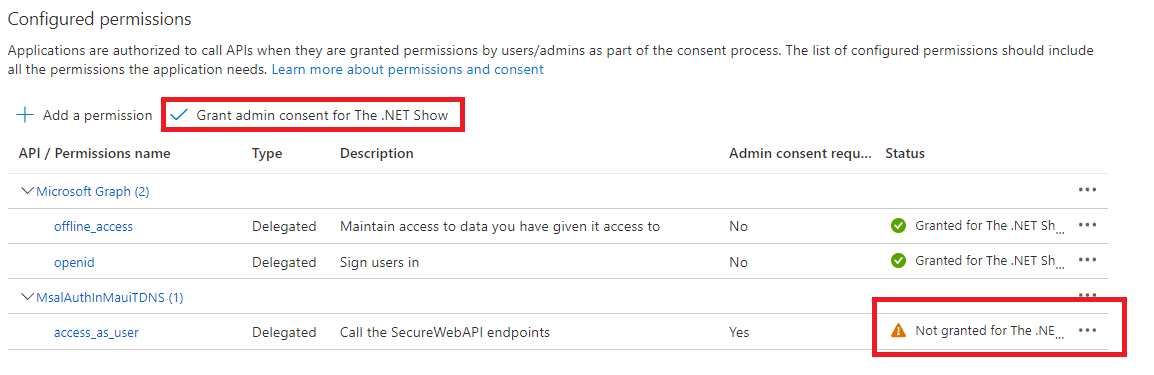 Configured permissions
Applications are authorized to call APIs when they are granted permissions by users/admins as part of the consent process. The list of configured permissions should include
all the permissions the application needs. Learn more about permissions and consent
Add a permission Grant admin consent for The .NET Show
API / Permissions name Type Description Admin consent requ... Status
Microsoft Graph (2) ...
offline_access Delegated Maintain access to data you have given it access to No Granted for The .NET Sh... ...
openid Delegated Sign users in No Granted for The .NET Sh... ...
MsalAuthInMauiTDNS (1) ...
access_as_user Delegated Call the SecureWebAPI endpoints Yes Not granted for The .NE... ...